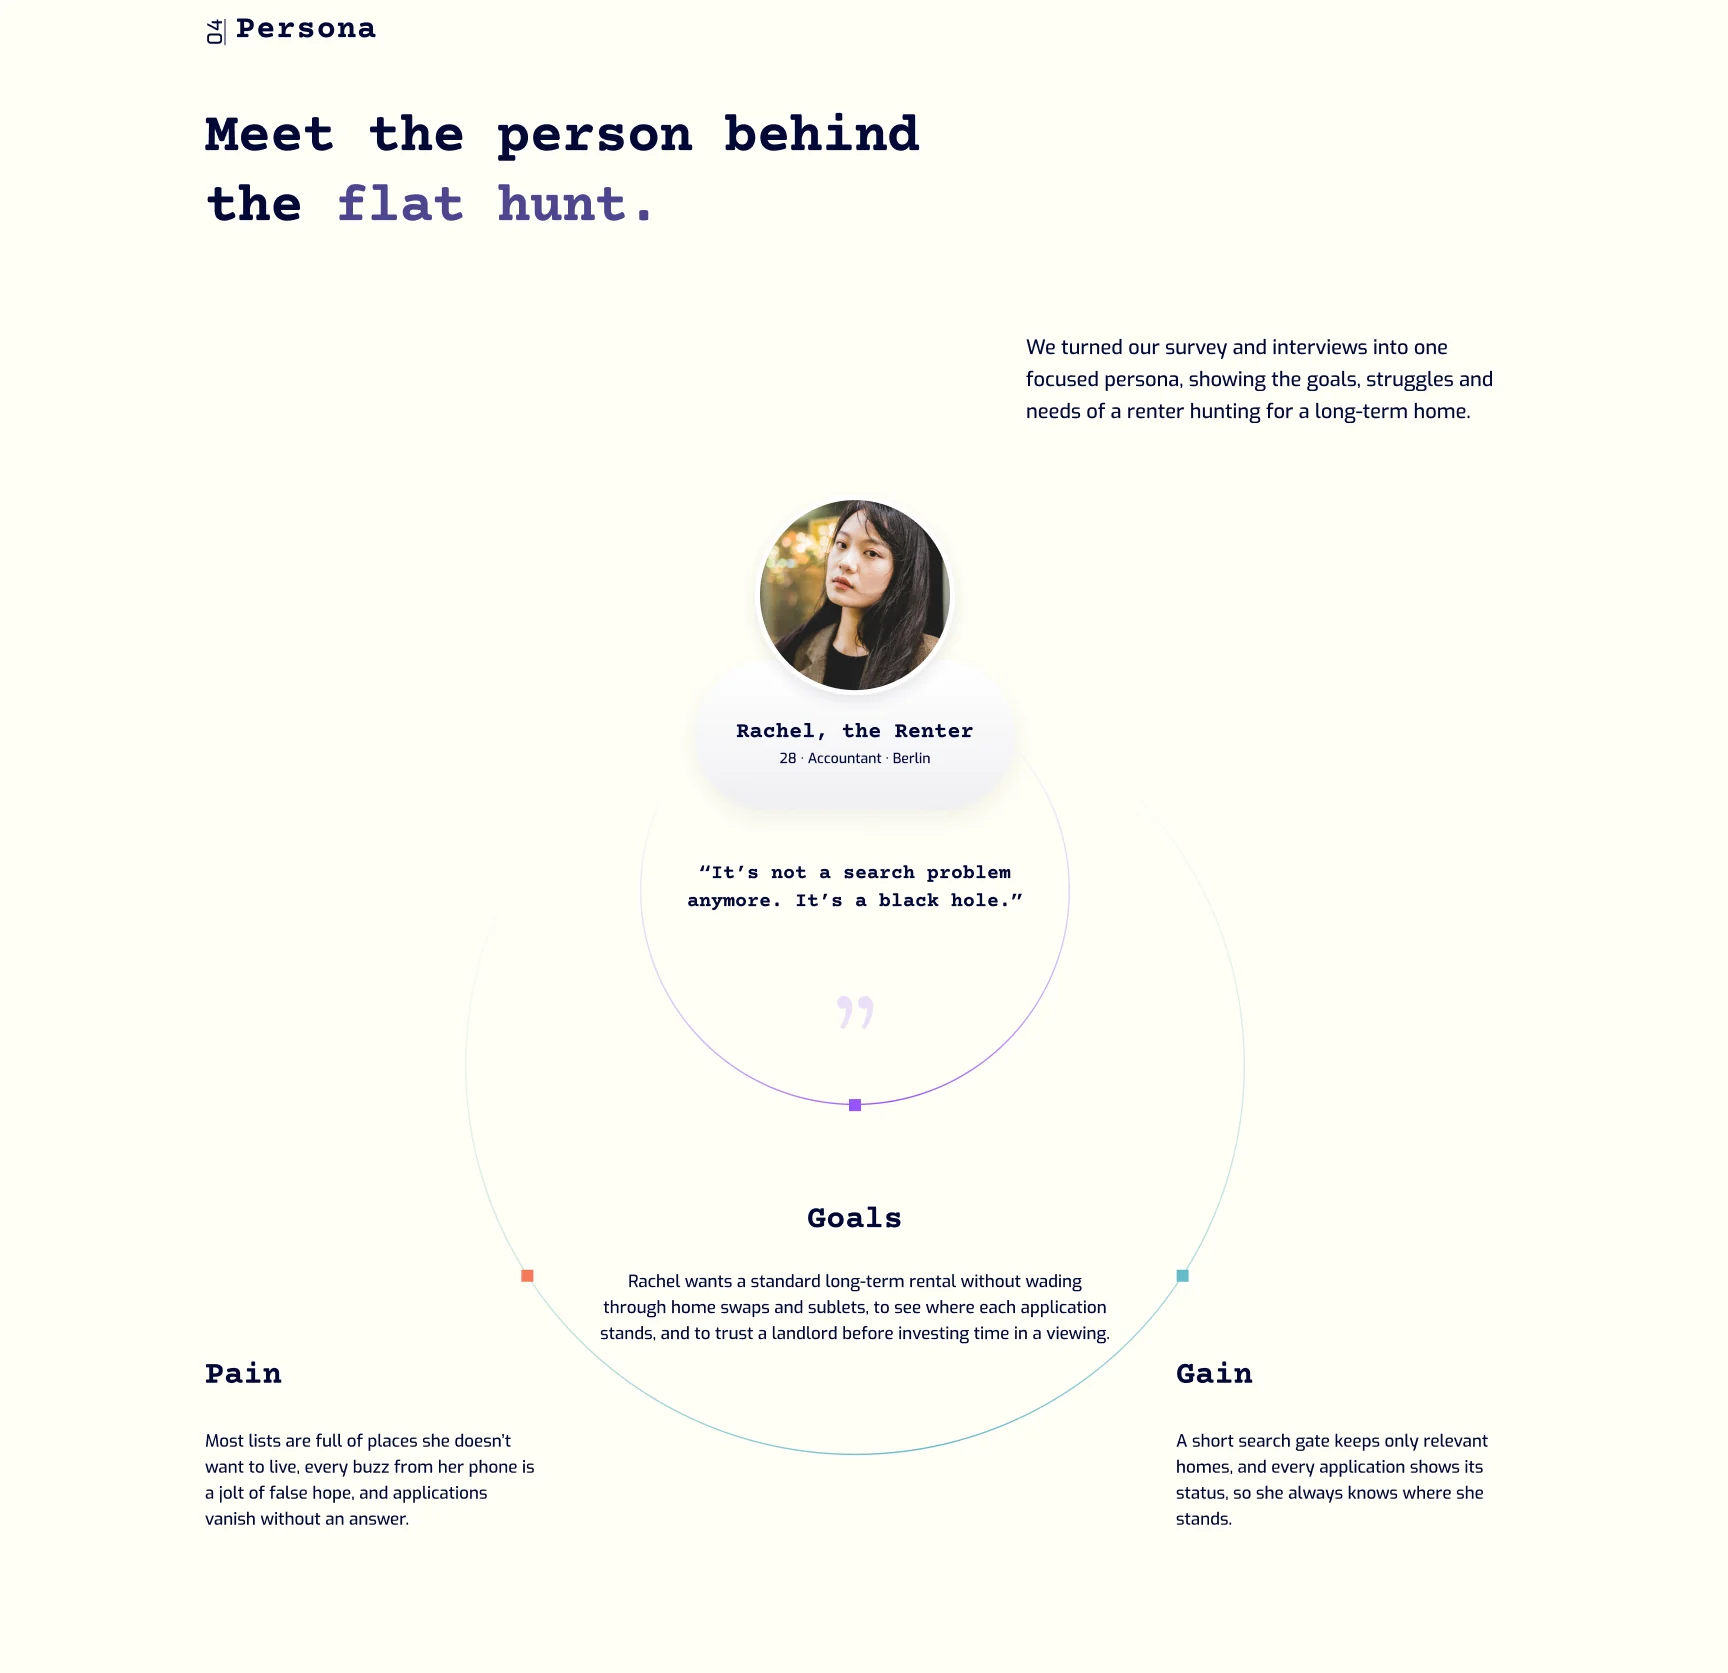 04 Persona
Meet the person behind
the flat hunt.
We turned our survey and interviews into one
focused persona, showing the goals, struggles and
needs of a renter hunting for a long-term home.
Rachel, the Renter
28 · Accountant · Berlin
“It’s not a search problem
anymore. It’s a black hole.”
”
Goals
Rachel wants a standard long-term rental without wading
through home swaps and sublets, to see where each application
stands, and to trust a landlord before investing time in a viewing.
Pain
Most lists are full of places she doesn’t
want to live, every buzz from her phone is
a jolt of false hope, and applications
vanish without an answer.
Gain
A short search gate keeps only relevant
homes, and every application shows its
status, so she always knows where she
stands.